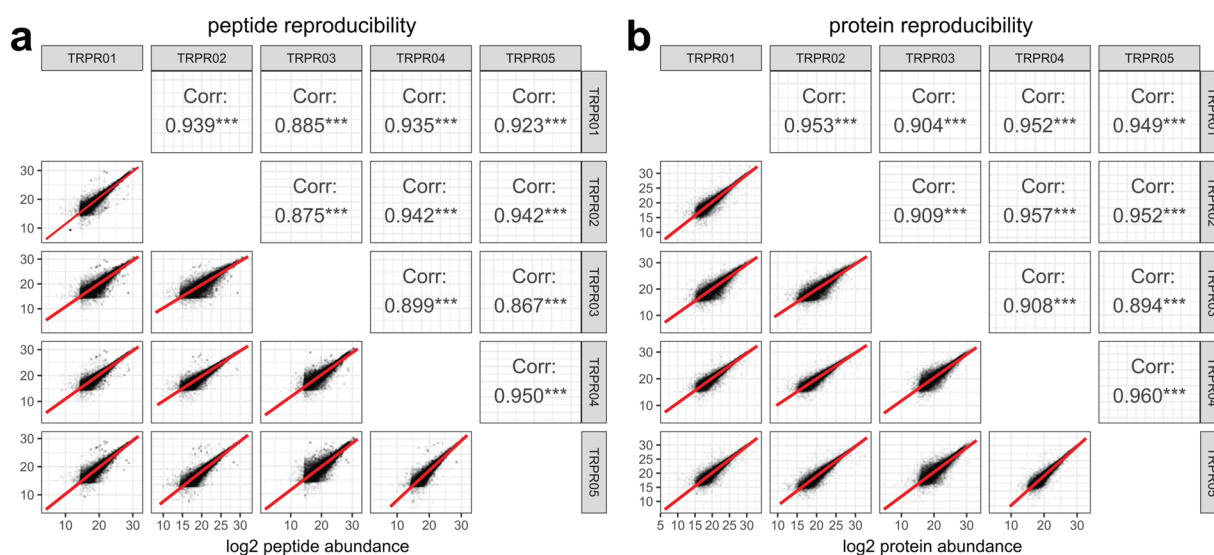 a
peptide reproducibility
TRPR01 TRPR02 TRPR03 TRPR04 TRPR05
Corr: Corr: Corr: Corr:
0.939*** 0.885*** 0.935*** 0.923***
TRPR01
30
20
10
Corr: Corr: Corr:
0.875*** 0.942*** 0.942***
TRPR02
30
20
10
Corr: Corr:
0.899*** 0.867***
TRPR03
30
20
10
Corr:
0.950***
TRPR04
30
20
10
TRPR05
10 20 30 10 15 20 25 30 10 20 30 10 20 30
log2 peptide abundance
b
protein reproducibility
TRPR01 TRPR02 TRPR03 TRPR04 TRPR05
Corr: Corr: Corr: Corr:
0.953*** 0.904*** 0.952*** 0.949***
TRPR01
30
25
20
15
10
Corr: Corr: Corr:
0.909*** 0.957*** 0.952***
TRPR02
30
20
10
Corr: Corr:
0.908*** 0.894***
TRPR03
30
20
10
Corr:
0.960***
TRPR04
30
25
20
15
10
TRPR05
5 10 15 20 25 30 10 15 20 25 30 10 20 30 10 20 30
log2 protein abundance